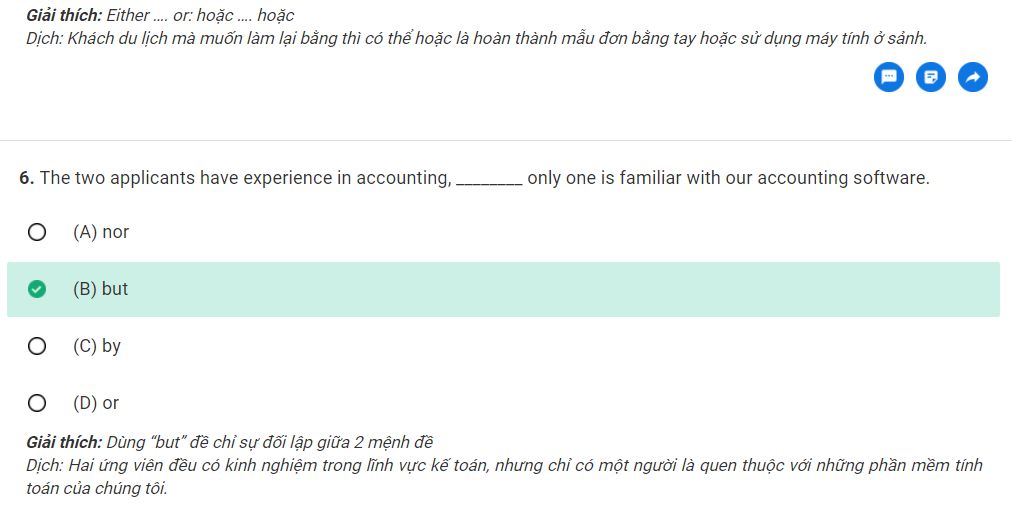 Giải thích: Either .... or: hoặc .... hoặc
Dịch: Khách du lịch mà muốn làm lại bằng thì có thể hoặc là hoàn thành mẫu đơn bằng tay hoặc sử dụng máy tính ở sảnh.
6. The two applicants have experience in accounting, ________ only one is familiar with our accounting software.
(A) nor
(B) but
(C) by
(D) or
Giải thích: Dùng “but” đề chỉ sự đối lập giữa 2 mệnh đề
Dịch: Hai ứng viên đều có kinh nghiệm trong lĩnh vực kế toán, nhưng chỉ có một người là quen thuộc với những phần mềm tính
toán của chúng tôi.